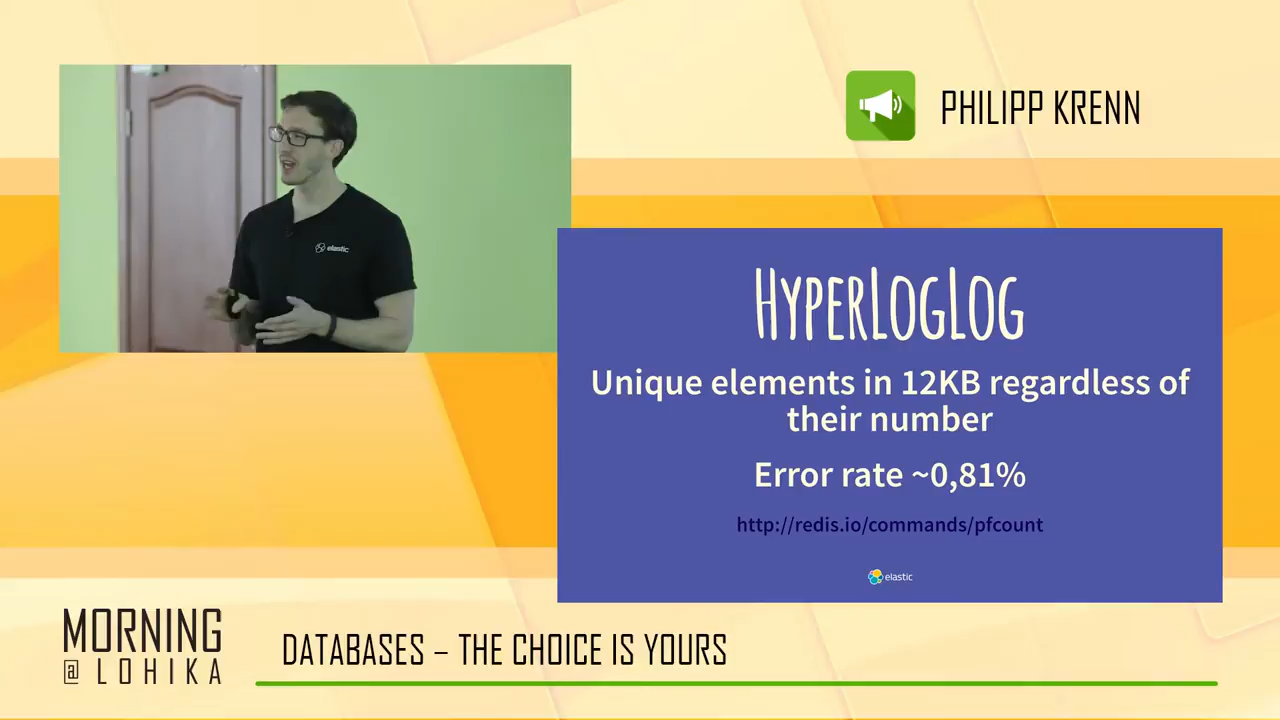 PHILIPP KRENN
elastic
HYPERLOGLOG
Unique elements in 12KB regardless of
their number
Error rate ~0,81%
http://redis.io/commands/pfcount
elastic
MORNING
@ LOHIKA
DATABASES – THE CHOICE IS YOURS